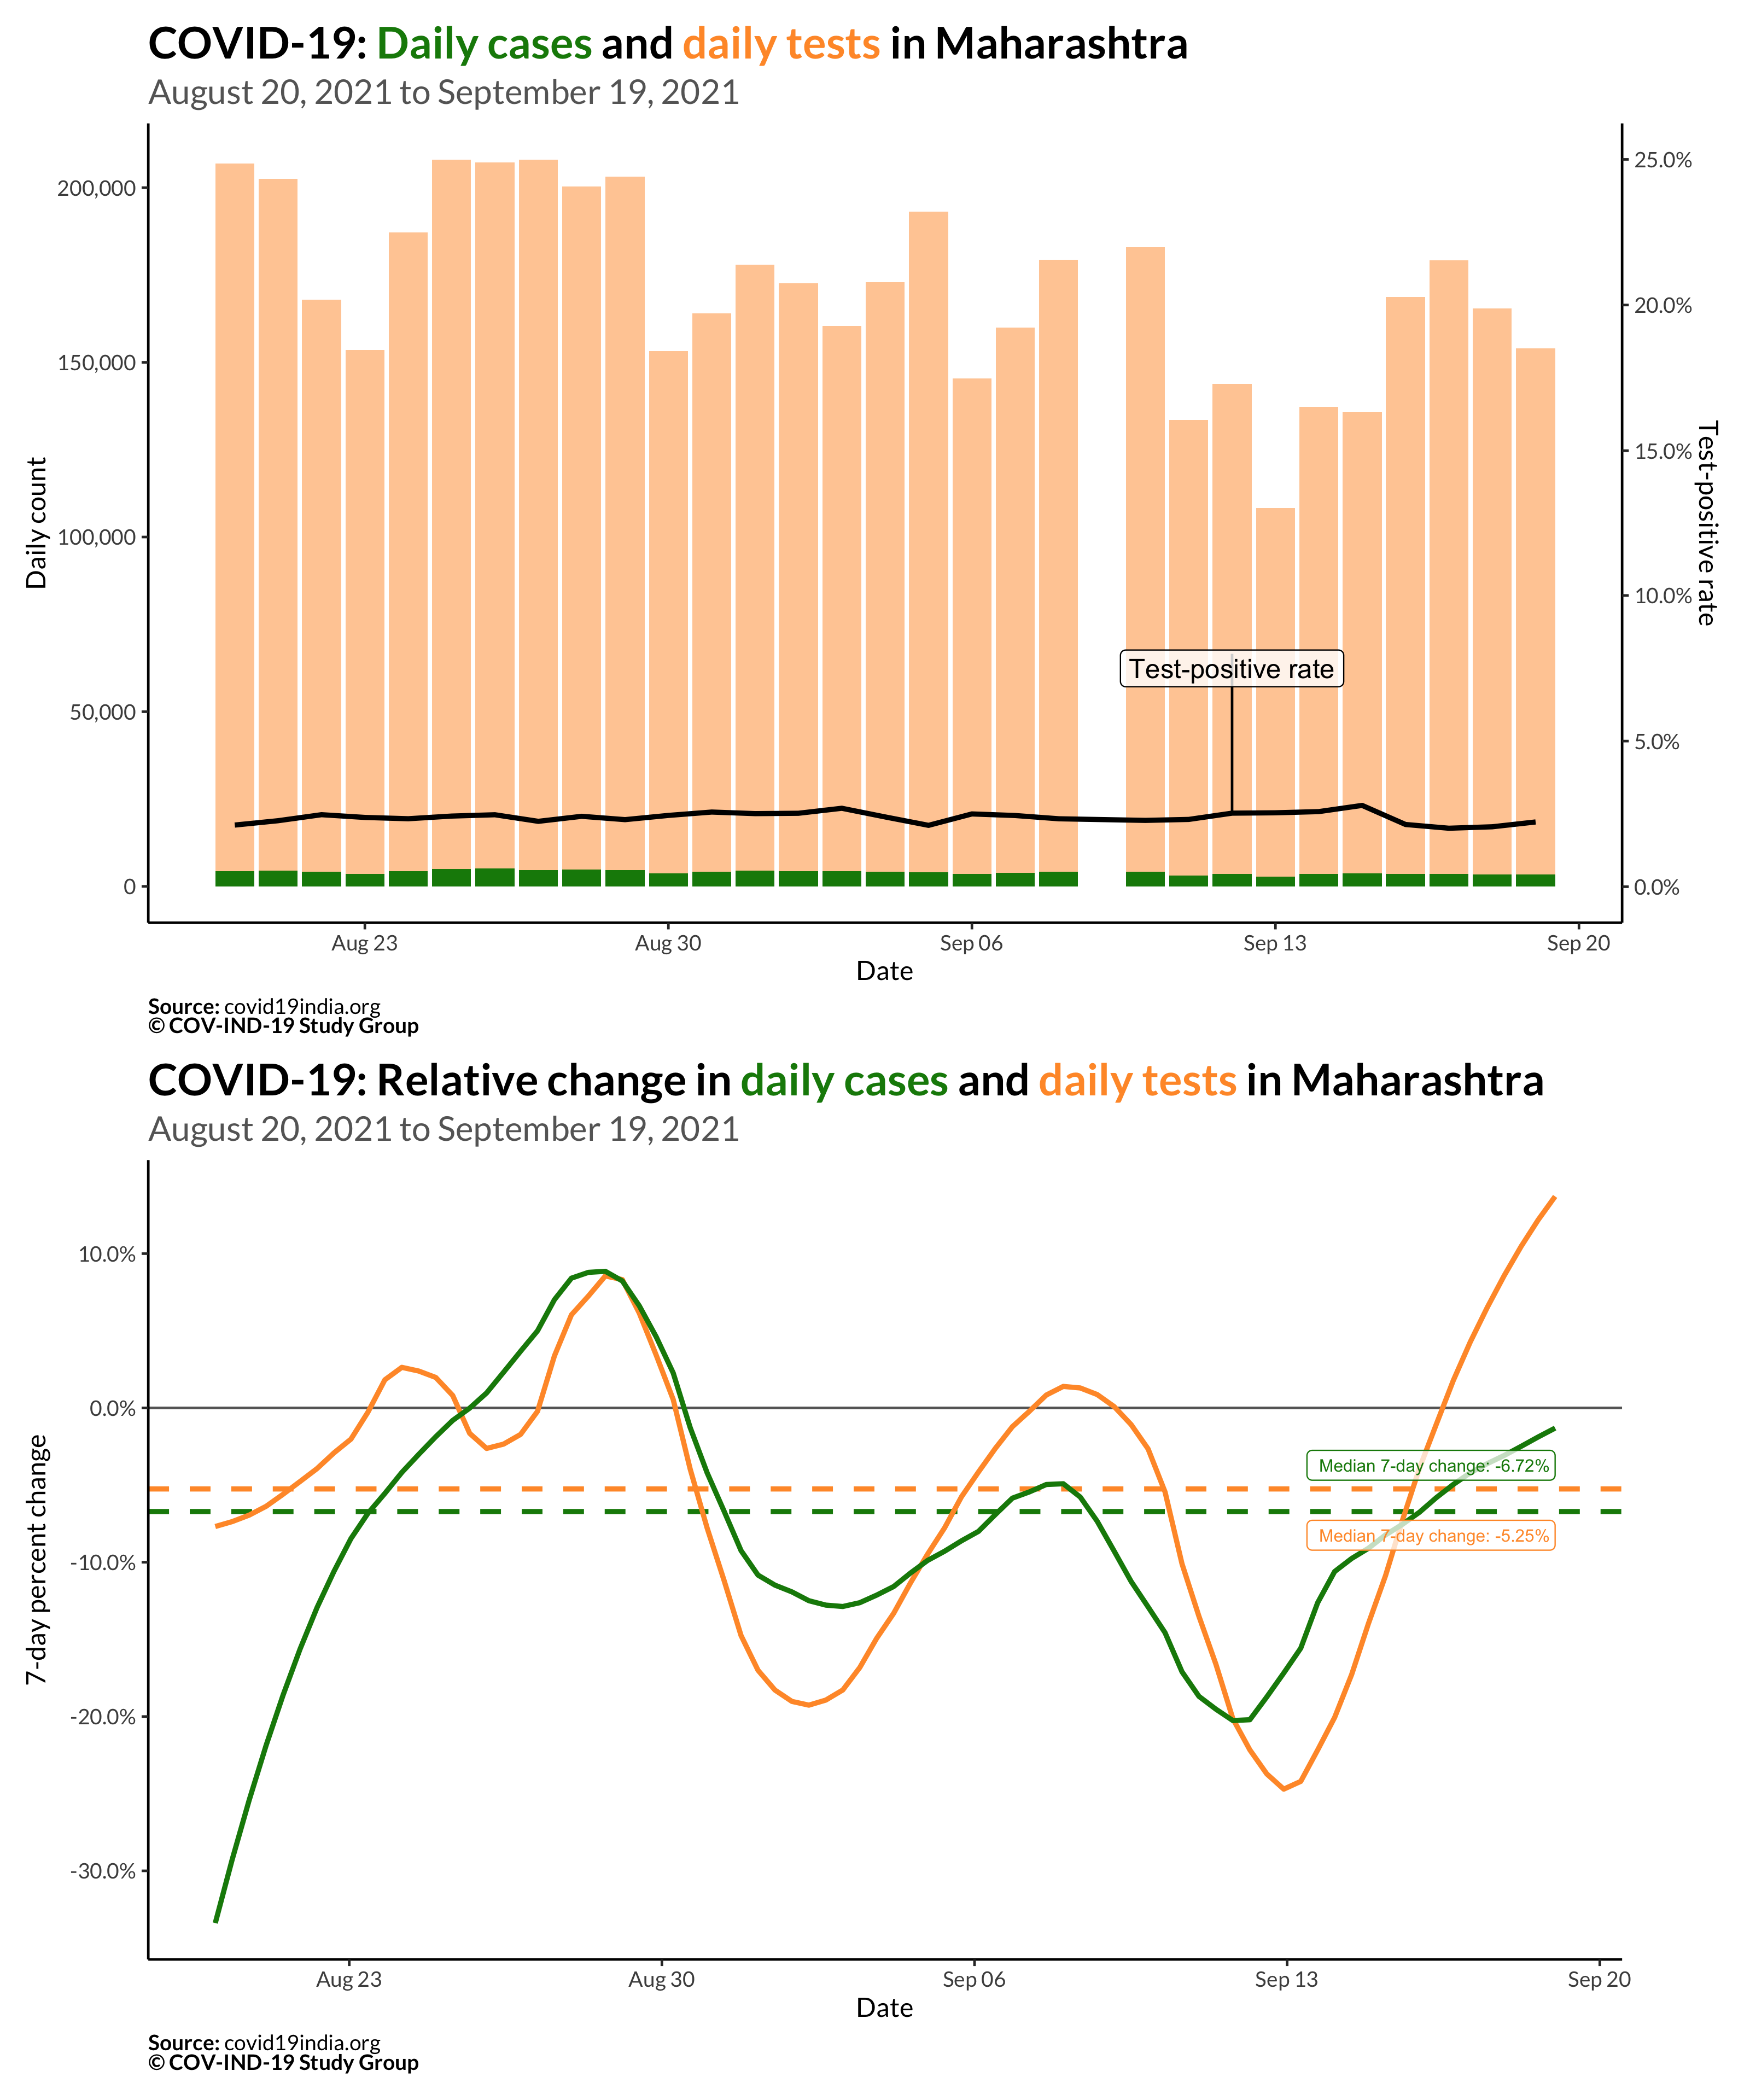 COVID-19: Daily cases and daily tests in Maharashtra
August 20, 2021 to September 19, 2021
200,000
150,000
100,000
50,000
0
Daily count
25.0%
20.0%
15.0%
10.0%
5.0%
0.0%
Test-positive rate
Test-positive rate
Aug 23
Aug 30
Sep 06
Sep 13
Sep 20
Date
Source: covid19india.org
© COV-IND-19 Study Group
COVID-19: Relative change in daily cases and daily tests in Maharashtra
August 20, 2021 to September 19, 2021
10.0%
0.0%
-10.0%
-20.0%
-30.0%
7-day percent change
Median 7-day change: -6.72%
Median 7-day change: -5.25%
Aug 23
Aug 30
Sep 06
Sep 13
Sep 20
Date
Source: covid19india.org
© COV-IND-19 Study Group